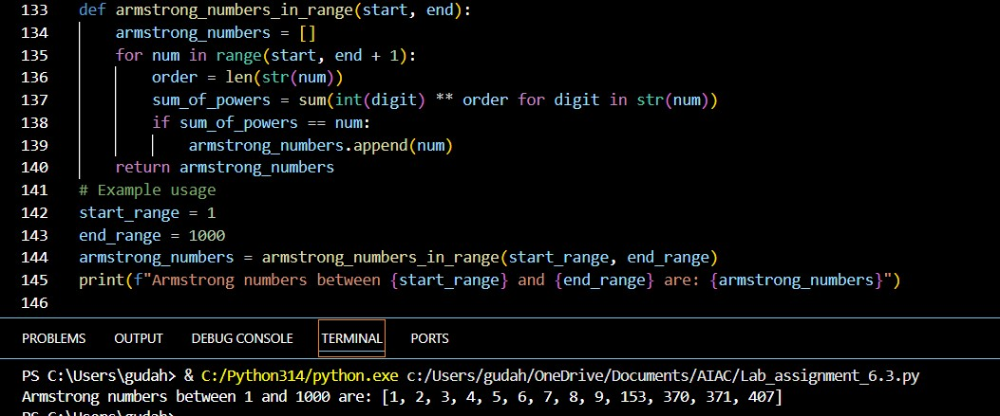 133 def armstrong_numbers_in_range(start, end):
134     armstrong_numbers = []
135     for num in range(start, end + 1):
136         order = len(str(num))
137         sum_of_powers = sum(int(digit) ** order for digit in str(num))
138         if sum_of_powers == num:
139             armstrong_numbers.append(num)
140     return armstrong_numbers
141 # Example usage
142 start_range = 1
143 end_range = 1000
144 armstrong_numbers = armstrong_numbers_in_range(start_range, end_range)
145 print(f"Armstrong numbers between {start_range} and {end_range} are: {armstrong_numbers}")
146
PROBLEMS OUTPUT DEBUG CONSOLE TERMINAL PORTS
PS C:\Users\gudah> & C:/Python314/python.exe c:/Users/gudah/OneDrive/Documents/AIAC/Lab_assignment_6.3.py
Armstrong numbers between 1 and 1000 are: [1, 2, 3, 4, 5, 6, 7, 8, 9, 153, 370, 371, 407]
PS C:\Users\gudah>